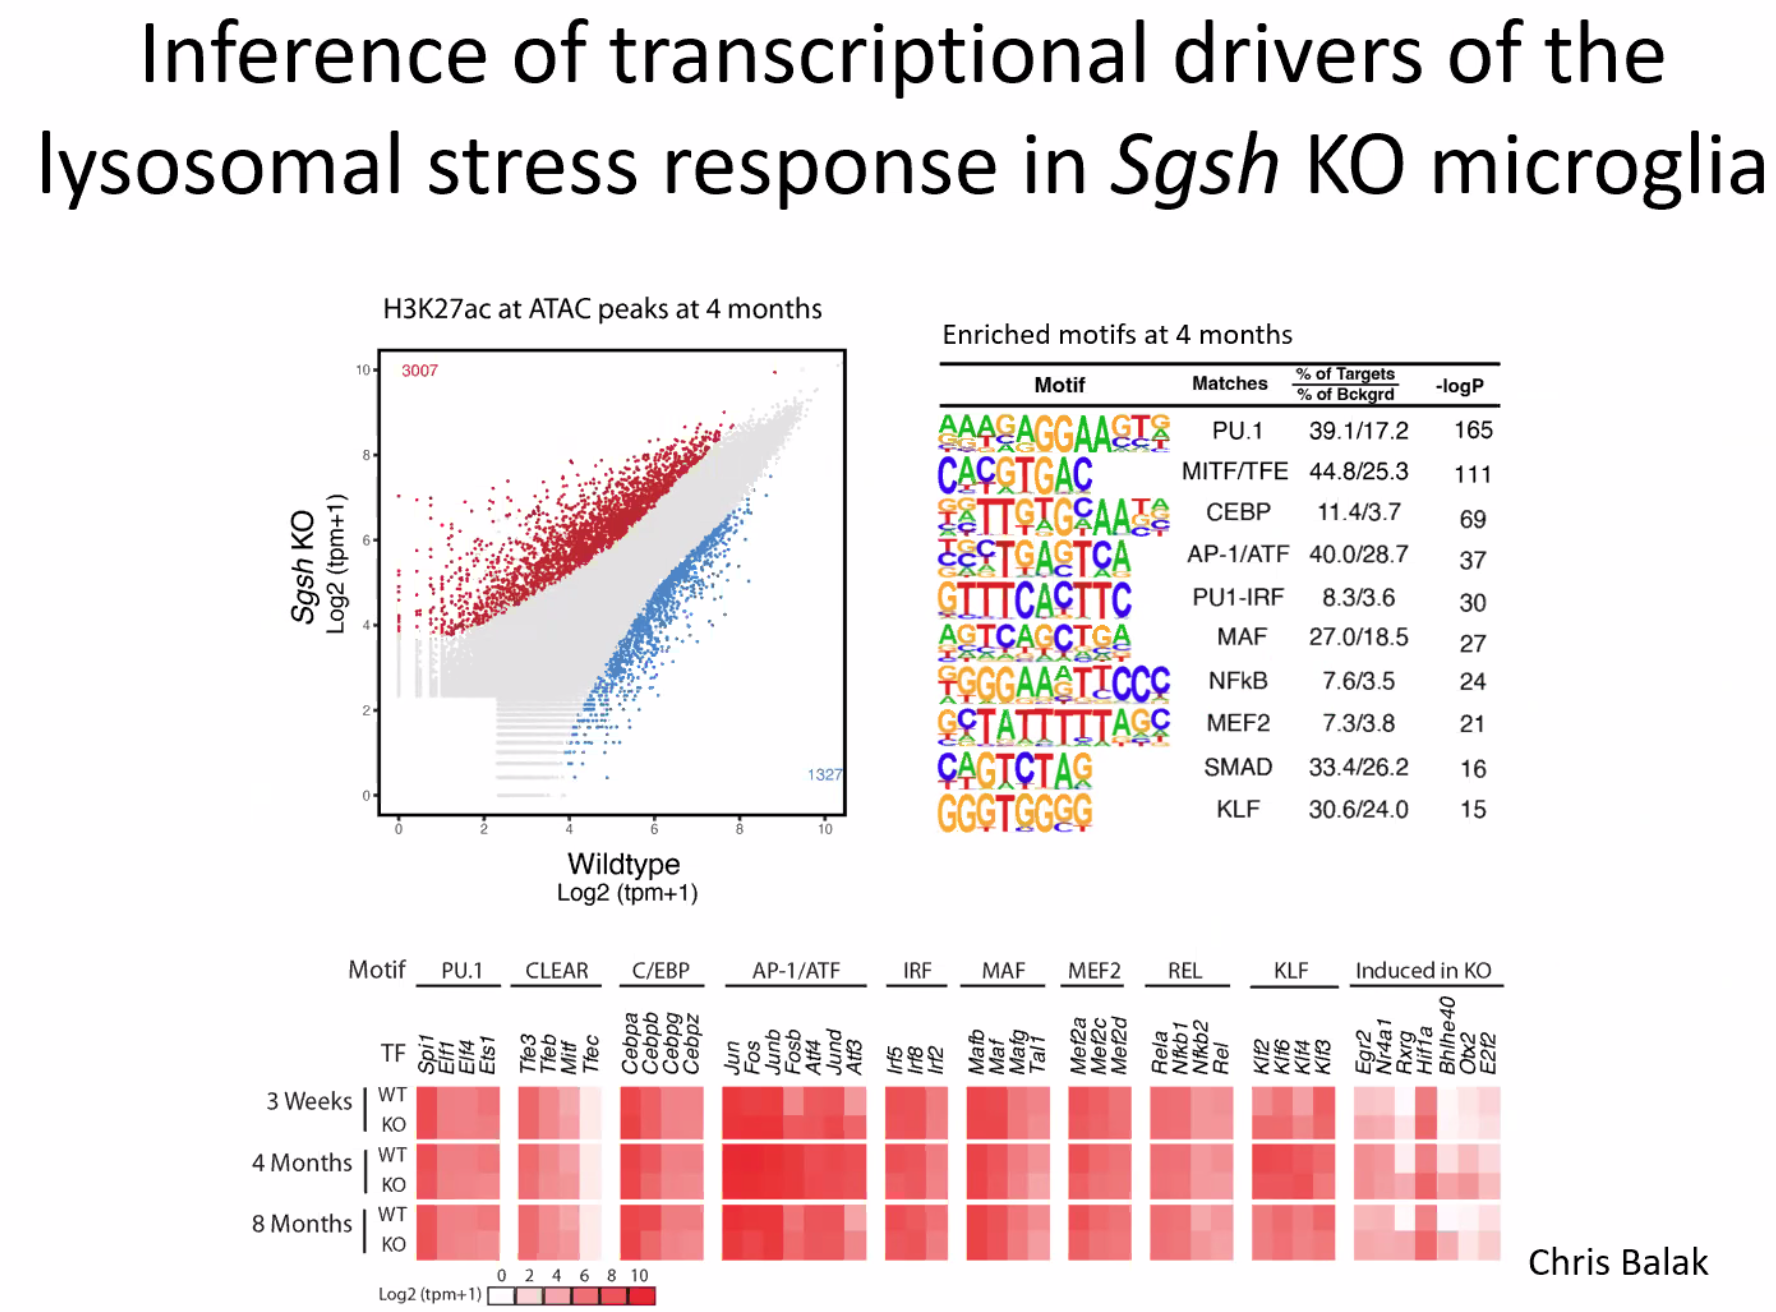 Inference of transcriptional drivers of the
lysosomal stress response in Sgsh KO microglia
H3K27ac at ATAC peaks at 4 months
3007
1327
10
8
6
4
2
0
0 2 4 6 8 10
Sgsh KO
Log2 (tpm+1)
Wildtype
Log2 (tpm+1)
Enriched motifs at 4 months
Motif Matches % of Targets / % of Bckgrd -logP
AAAGAGGAAGTG PU.1 39.1/17.2 165
CACGTGAC MITF/TFE 44.8/25.3 111
GATTGTGCAATA CEBP 11.4/3.7 69
TGCTGAGTCA AP-1/ATF 40.0/28.7 37
GTTTCACTTC PU1-IRF 8.3/3.6 30
AGTCAGCTGA MAF 27.0/18.5 27
TGGGAAATTCCC NFkB 7.6/3.5 24
GCTATTTTTAGC MEF2 7.3/3.8 21
CAGTCTAG SMAD 33.4/26.2 16
GGGTGGGG KLF 30.6/24.0 15
Motif PU.1 CLEAR C/EBP AP-1/ATF IRF MAF MEF2 REL KLF Induced in KO
TF Spi1 Elf1 Elf4 Ets1 Tfe3 Tfeb Mitf Tfec Cebpa Cebpb Cebpg Cebpz Jun Fos Junb Fosb Atf4 Jund Atf3 Irf5 Irf8 Irf2 Mafb Maf Mafg Tal1 Mef2a Mef2c Mef2d Rela Nfkb1 Nfkb2 Rel Klf2 Klf6 Klf4 Klf3 Egr2 Nr4a1 Rxrg Hif1a Bhlhe40 Otx2 E2f2
3 Weeks WT
KO
4 Months WT
KO
8 Months WT
KO
0 2 4 6 8 10
Log2 (tpm+1)
Chris Balak